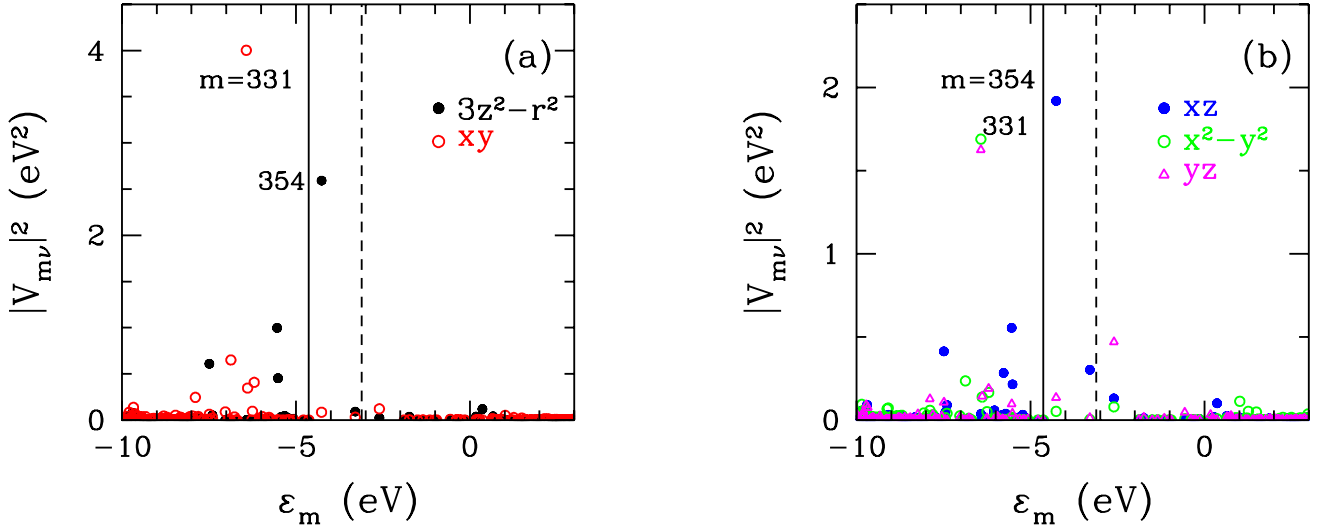 (a)
4
m=331
3z²−r²
xy
354
2
0
−10
−5
0
|V_mν|² (eV²)
ε_m (eV)
(b)
2
m=354
xz
331
x²−y²
yz
1
0
−10
−5
0
|V_mν|² (eV²)
ε_m (eV)